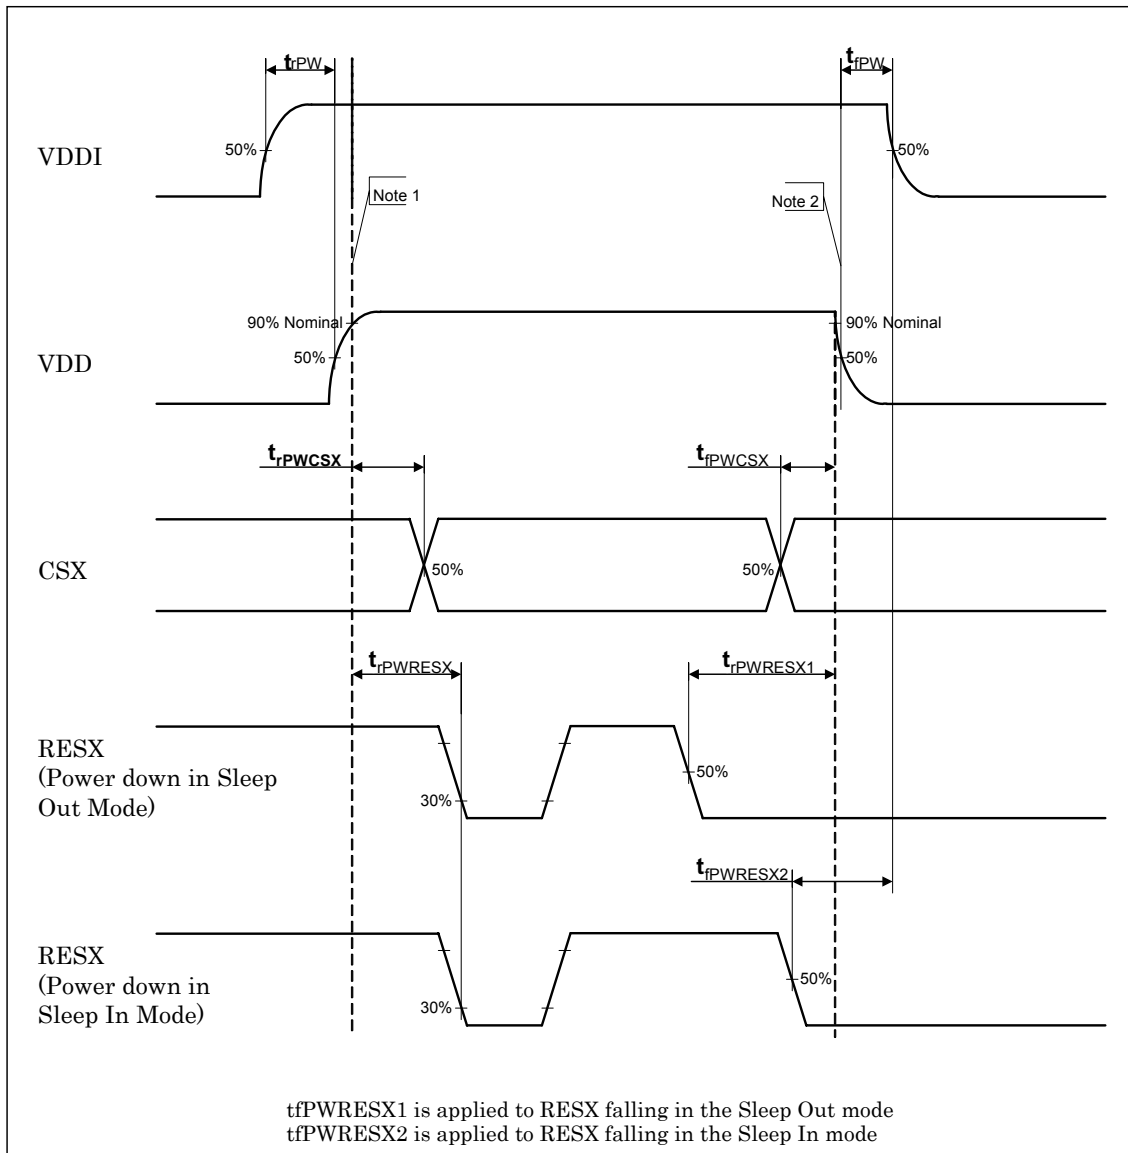 trPW
tfPW
VDDI
50%
50%
Note 1
Note 2
90% Nominal
90% Nominal
VDD
50%
50%
trPWCSX
tfPWCSX
CSX
50%
50%
trPWRESX
trPWRESX1
RESX
(Power down in Sleep
Out Mode)
50%
30%
tfPWRESX2
RESX
(Power down in
Sleep In Mode)
50%
30%
tfPWRESX1 is applied to RESX falling in the Sleep Out mode
tfPWRESX2 is applied to RESX falling in the Sleep In mode